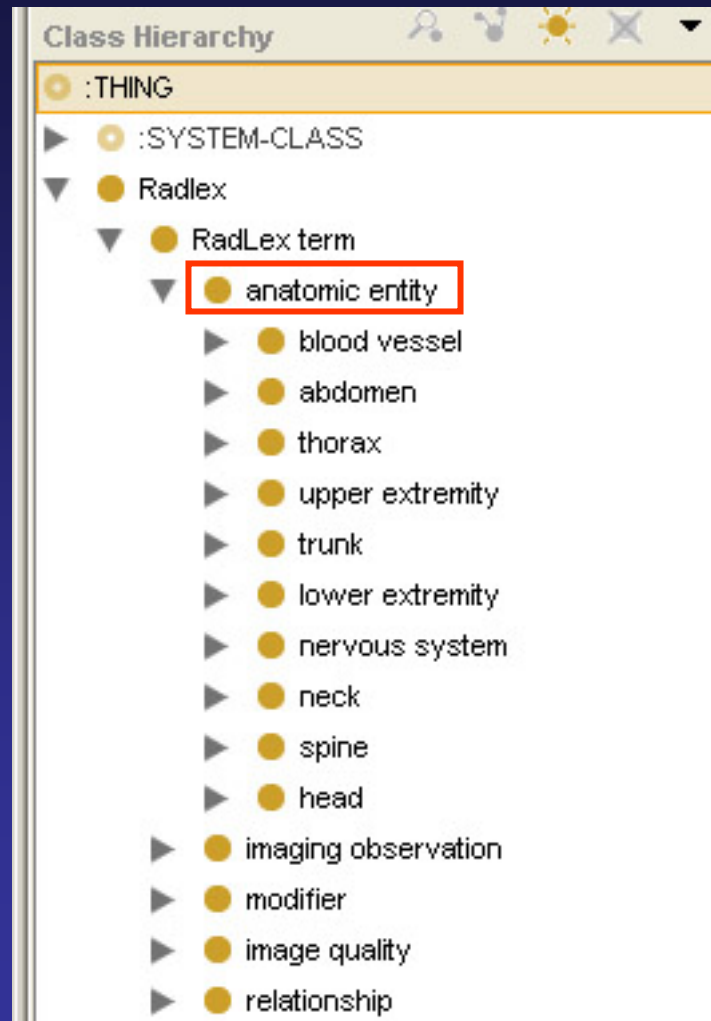 Class Hierarchy
:THING
:SYSTEM-CLASS
Radlex
RadLex term
anatomic entity
blood vessel
abdomen
thorax
upper extremity
trunk
lower extremity
nervous system
neck
spine
head
imaging observation
modifier
image quality
relationship